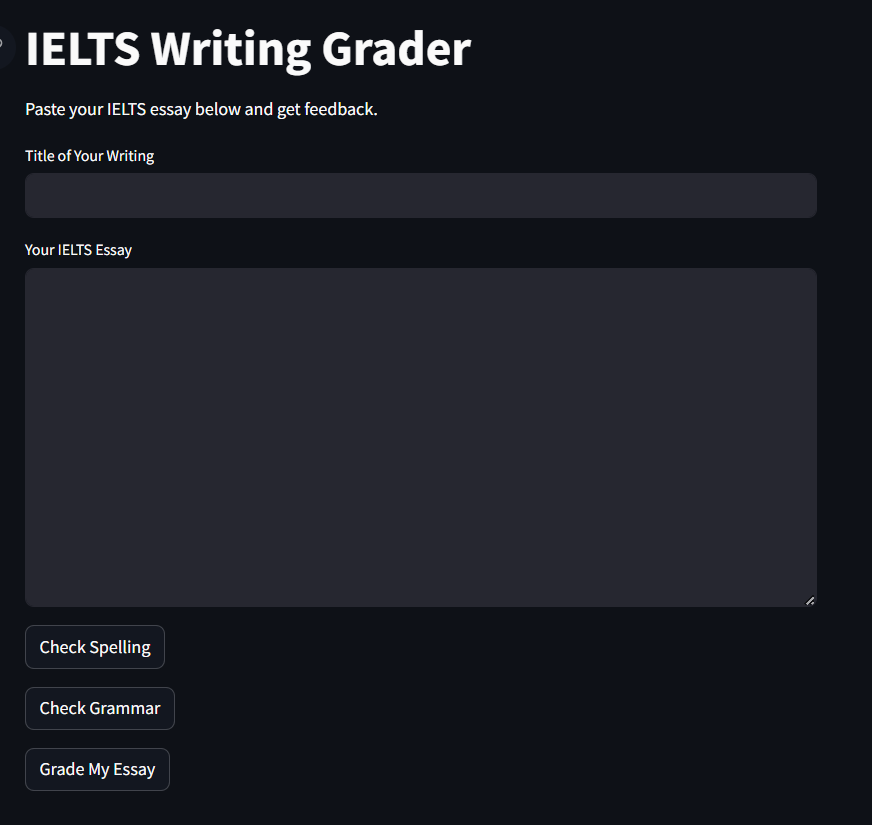 IELTS Writing Grader
Paste your IELTS essay below and get feedback.
Title of Your Writing
Your IELTS Essay
Check Spelling
Check Grammar
Grade My Essay